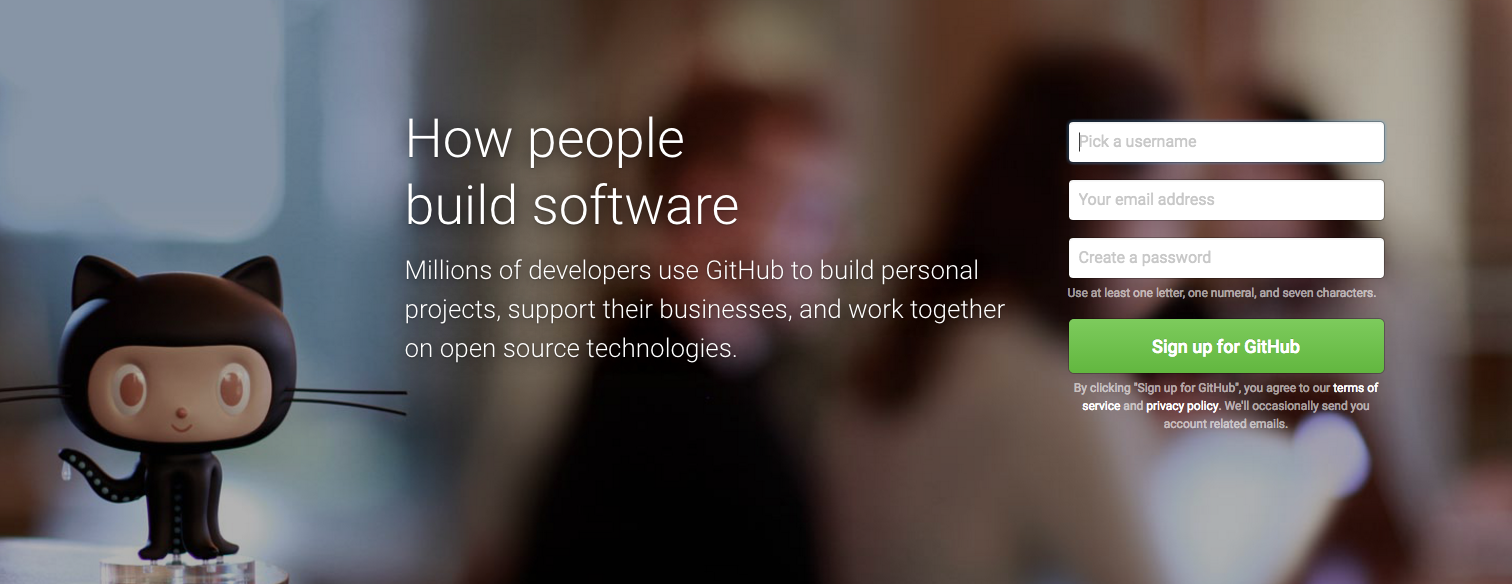 How people
build software
Millions of developers use GitHub to build personal
projects, support their businesses, and work together
on open source technologies.
Pick a username
Your email address
Create a password
Use at least one letter, one numeral, and seven characters.
Sign up for GitHub
By clicking "Sign up for GitHub", you agree to our terms of
service and privacy policy. We'll occasionally send you
account related emails.